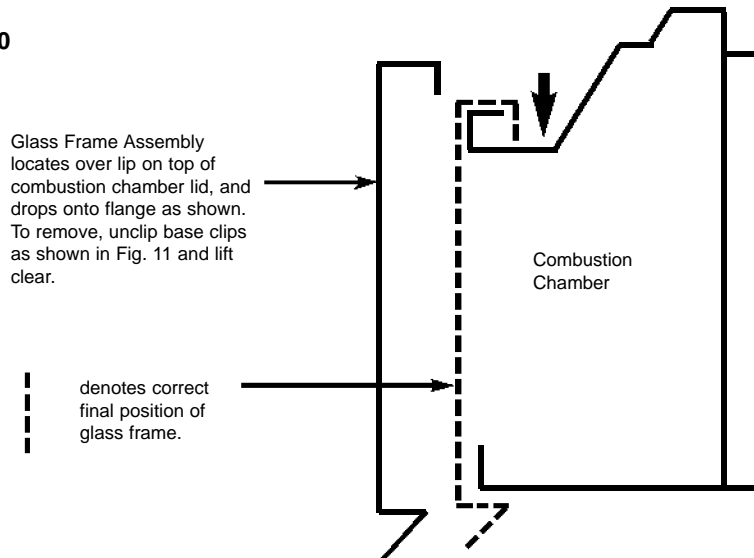 0
Glass Frame Assembly
locates over lip on top of
combustion chamber lid, and
drops onto flange as shown.
To remove, unclip base clips
as shown in Fig. 11 and lift
clear.
Combustion
Chamber
denotes correct
final position of
glass frame.